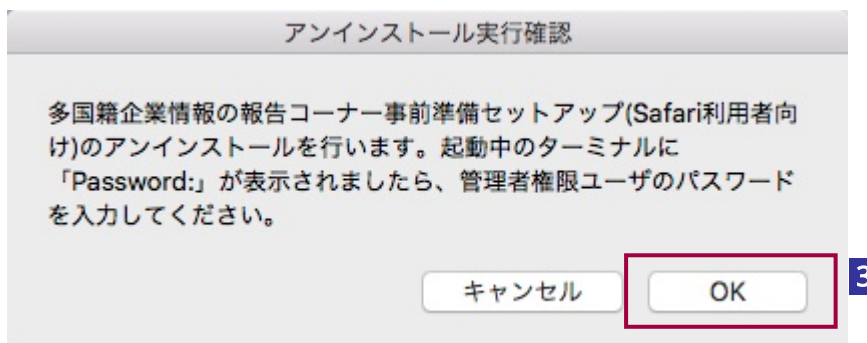 アンインストール実行確認
多国籍企業情報の報告コーナー事前準備セットアップ(Safari利用者向
け)のアンインストールを行います。起動中のターミナルに
「Password:」が表示されましたら、管理者権限ユーザのパスワード
を入力してください。
キャンセル OK 3